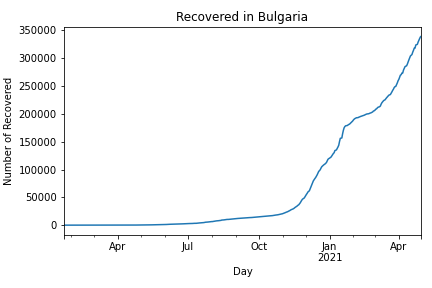 Recovered in Bulgaria
Number of Recovered
350000
300000
250000
200000
150000
100000
50000
0
Apr
Jul
Oct
Jan
2021
Apr
Day